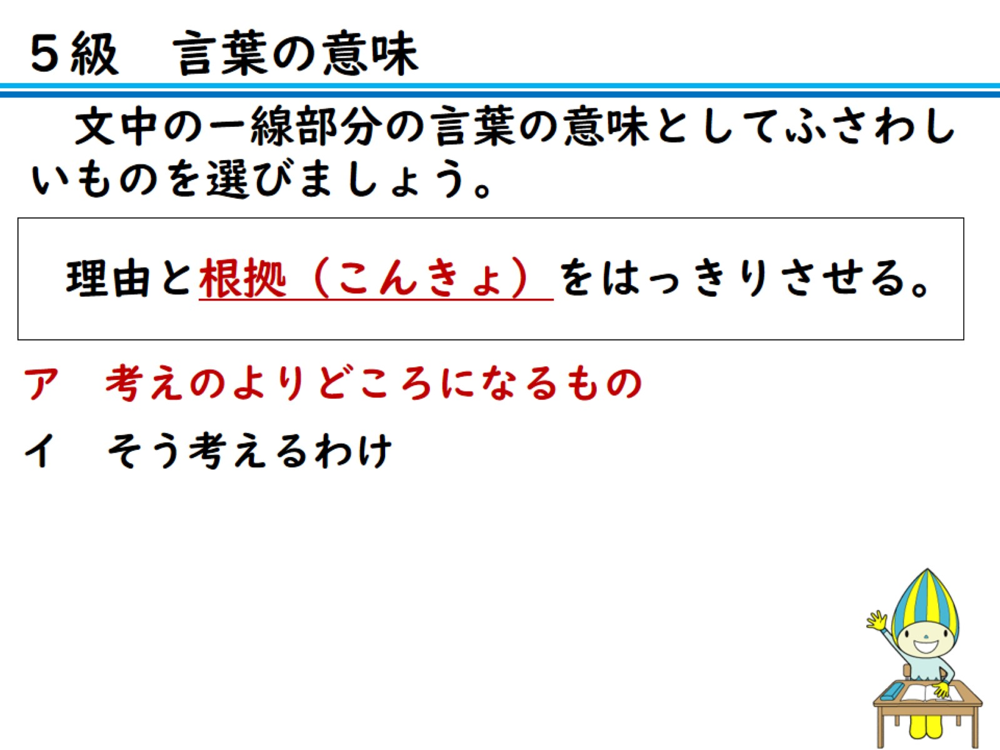 ５級　言葉の意味
文中の一線部分の言葉の意味としてふさわし
いものを選びましょう。
理由と根拠（こんきょ）をはっきりさせる。
ア　考えのよりどころになるもの
イ　そう考えるわけ